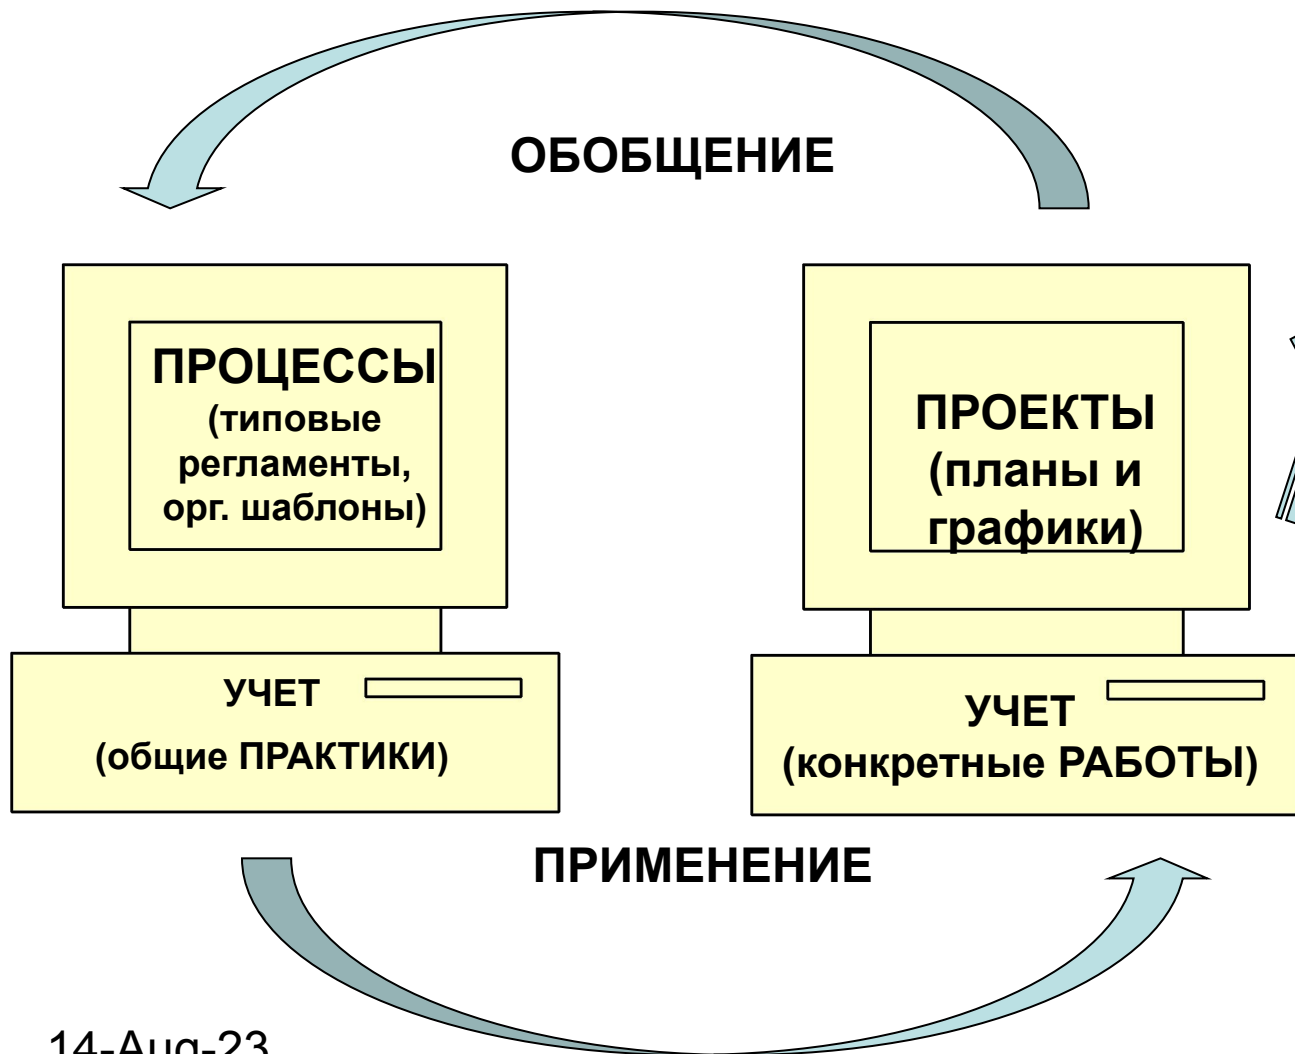 ОБОБЩЕНИЕ
ПРОЦЕССЫ
(типовые
регламенты,
орг. шаблоны)
УЧЕТ
(общие ПРАКТИКИ)
ПРОЕКТЫ
(планы и
графики)
УЧЕТ
(конкретные РАБОТЫ)
ПРИМЕНЕНИЕ
14-Aug-23